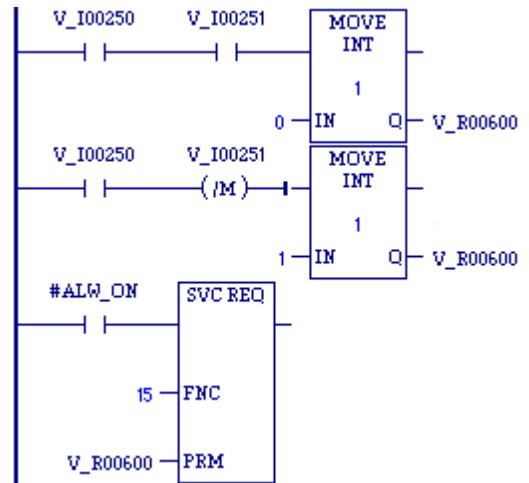 V_I00250 V_I00251 MOVE
INT
1
0 IN Q V_R00600
V_I00250 V_I00251 MOVE
(/M) INT
1
1 IN Q V_R00600
#ALW_ON SVC REQ
15 FNC
V_R00600 PRM